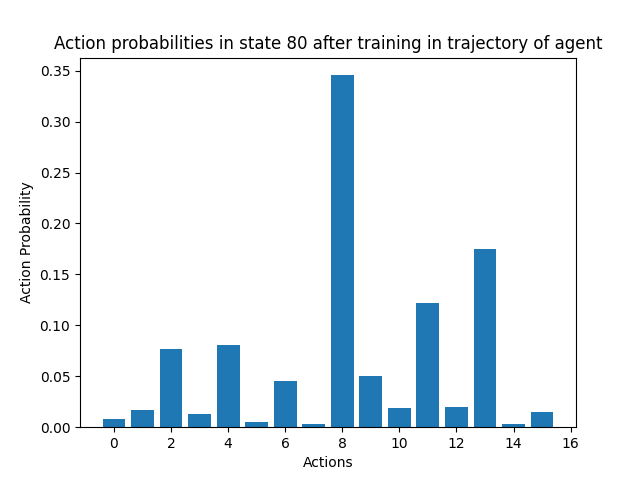 Action probabilities in state 80 after training in trajectory of agent
0.35
0.30
0.25
0.20
0.15
0.10
0.05
0.00
Action Probability
0 2 4 6 8 10 12 14 16
Actions